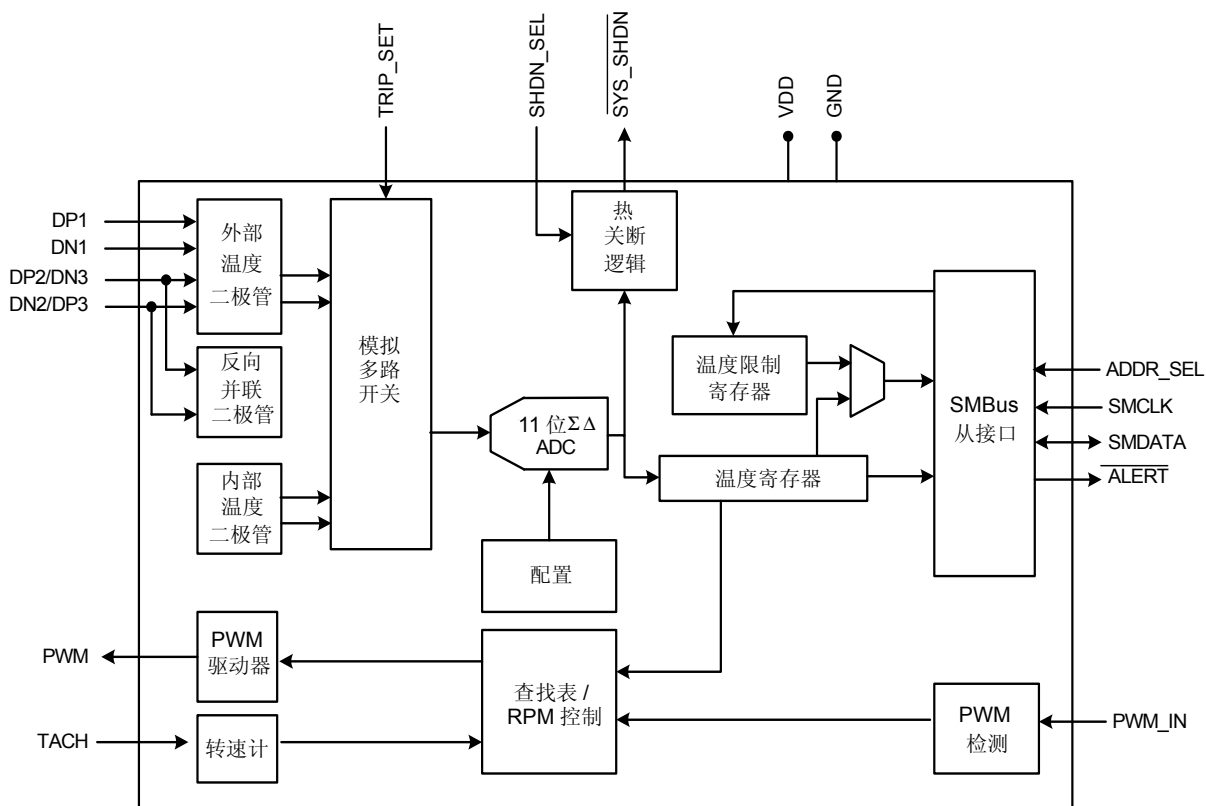 TRIP_SET
SHDN_SEL
SYS_SHDN
VDD
GND
DP1
DN1
DP2/DN3
DN2/DP3
外部
温度
二极管
反向
并联
二极管
内部
温度
二极管
模拟
多路
开关
热
关断
逻辑
11 位ΣΔ
ADC
配置
温度限制
寄存器
温度寄存器
SMBus
从接口
ADDR_SEL
SMCLK
SMDATA
ALERT
PWM
PWM
驱动器
TACH
转速计
查找表 /
RPM 控制
PWM
检测
PWM_IN